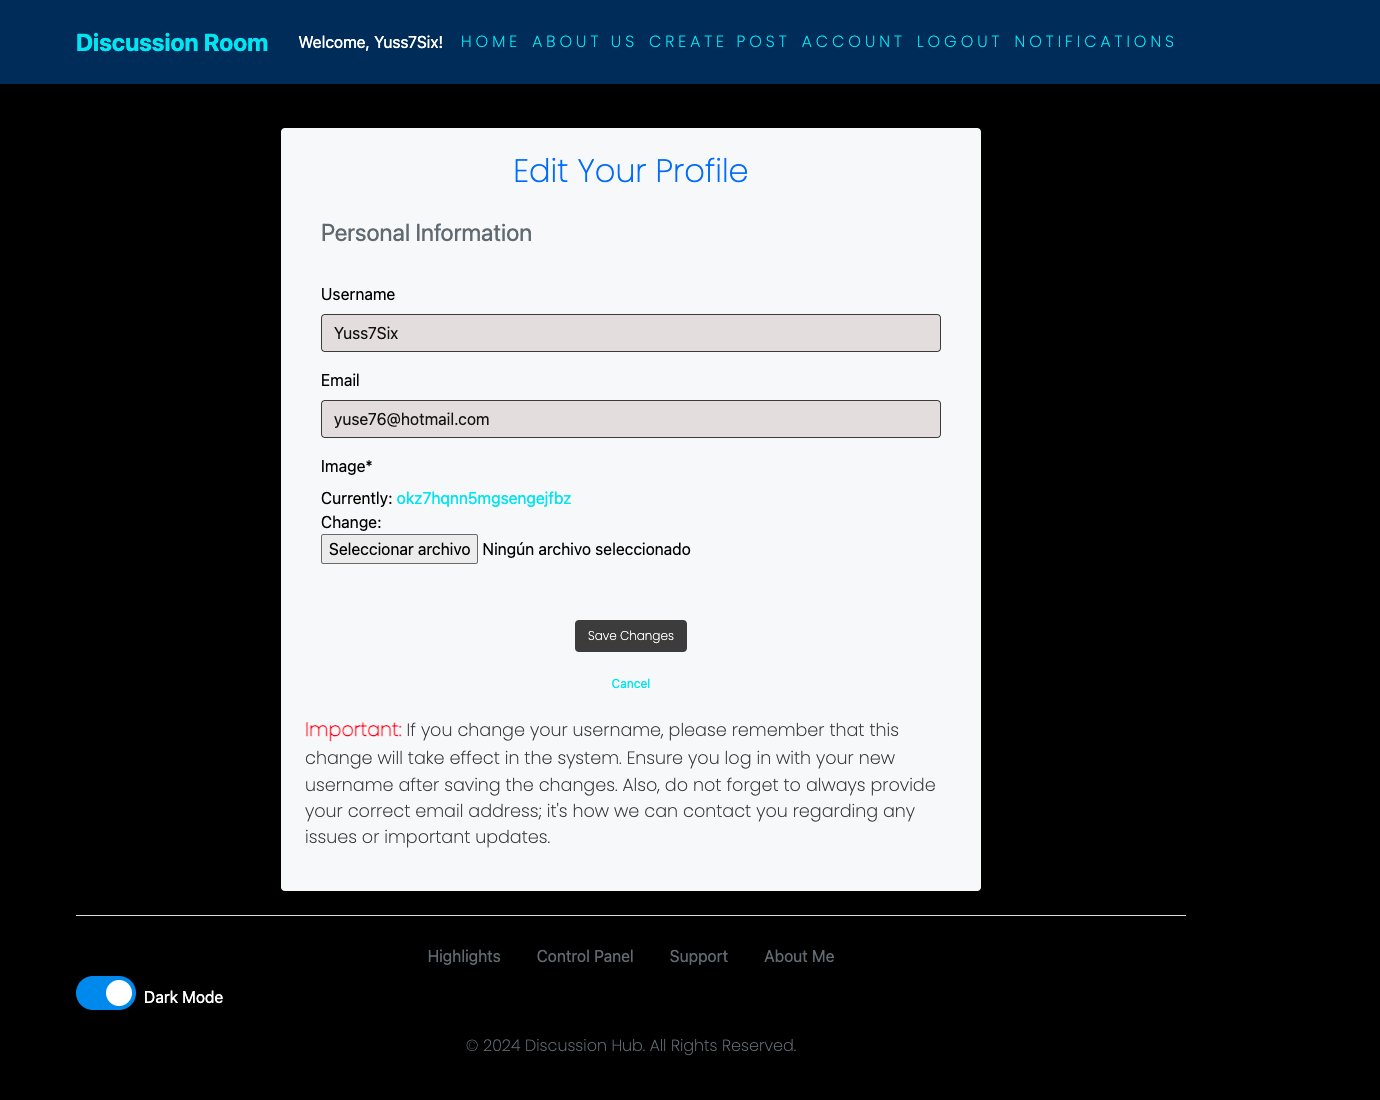 Discussion Room
Welcome, Yuss7Six! HOME ABOUT US CREATE POST ACCOUNT LOGOUT NOTIFICATIONS
Edit Your Profile
Personal Information
Username
Yuss7Six
Email
yuse76@hotmail.com
Image*
Currently: okz7hqnn5mgsengejfbz
Change:
Seleccionar archivo Ningún archivo seleccionado
Save Changes
Cancel
Important: If you change your username, please remember that this
change will take effect in the system. Ensure you log in with your new
username after saving the changes. Also, do not forget to always provide
your correct email address; it's how we can contact you regarding any
issues or important updates.
Highlights Control Panel Support About Me
Dark Mode
© 2024 Discussion Hub. All Rights Reserved.